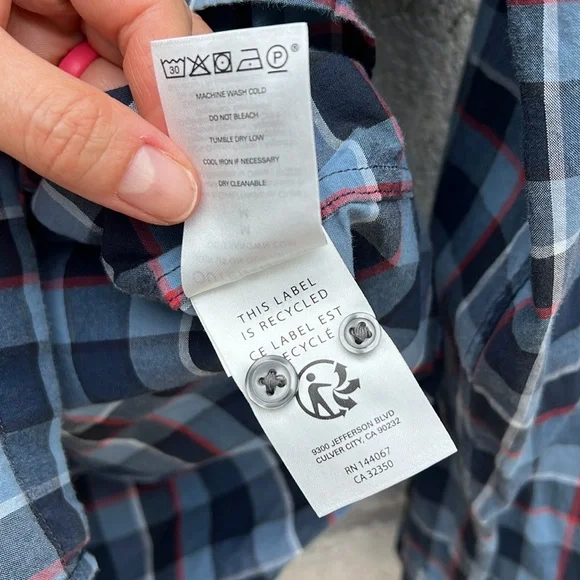 30 P ®
MACHINE WASH COLD
DO NOT BLEACH
TUMBLE DRY LOW
COOL IRON IF NECESSARY
DRY CLEANABLE
THIS LABEL
IS RECYCLED
CE LABEL EST
RECYCLÉ
9300 JEFFERSON BLVD
CULVER CITY, CA 90232
RN 144067
CA 32350